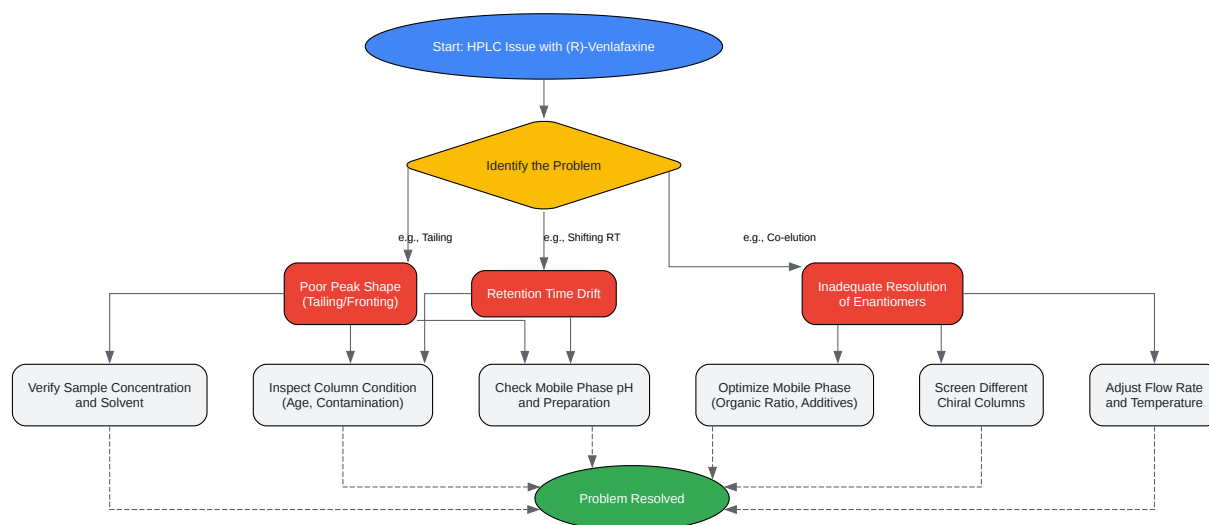 Start: HPLC Issue with (R)-Venlafaxine
Identify the Problem
e.g., Tailing
e.g., Shifting RT
e.g., Co-elution
Poor Peak Shape
(Tailing/Fronting)
Retention Time Drift
Inadequate Resolution
of Enantiomers
Verify Sample Concentration
and Solvent
Inspect Column Condition
(Age, Contamination)
Check Mobile Phase pH
and Preparation
Optimize Mobile Phase
(Organic Ratio, Additives)
Screen Different
Chiral Columns
Adjust Flow Rate
and Temperature
Problem Resolved